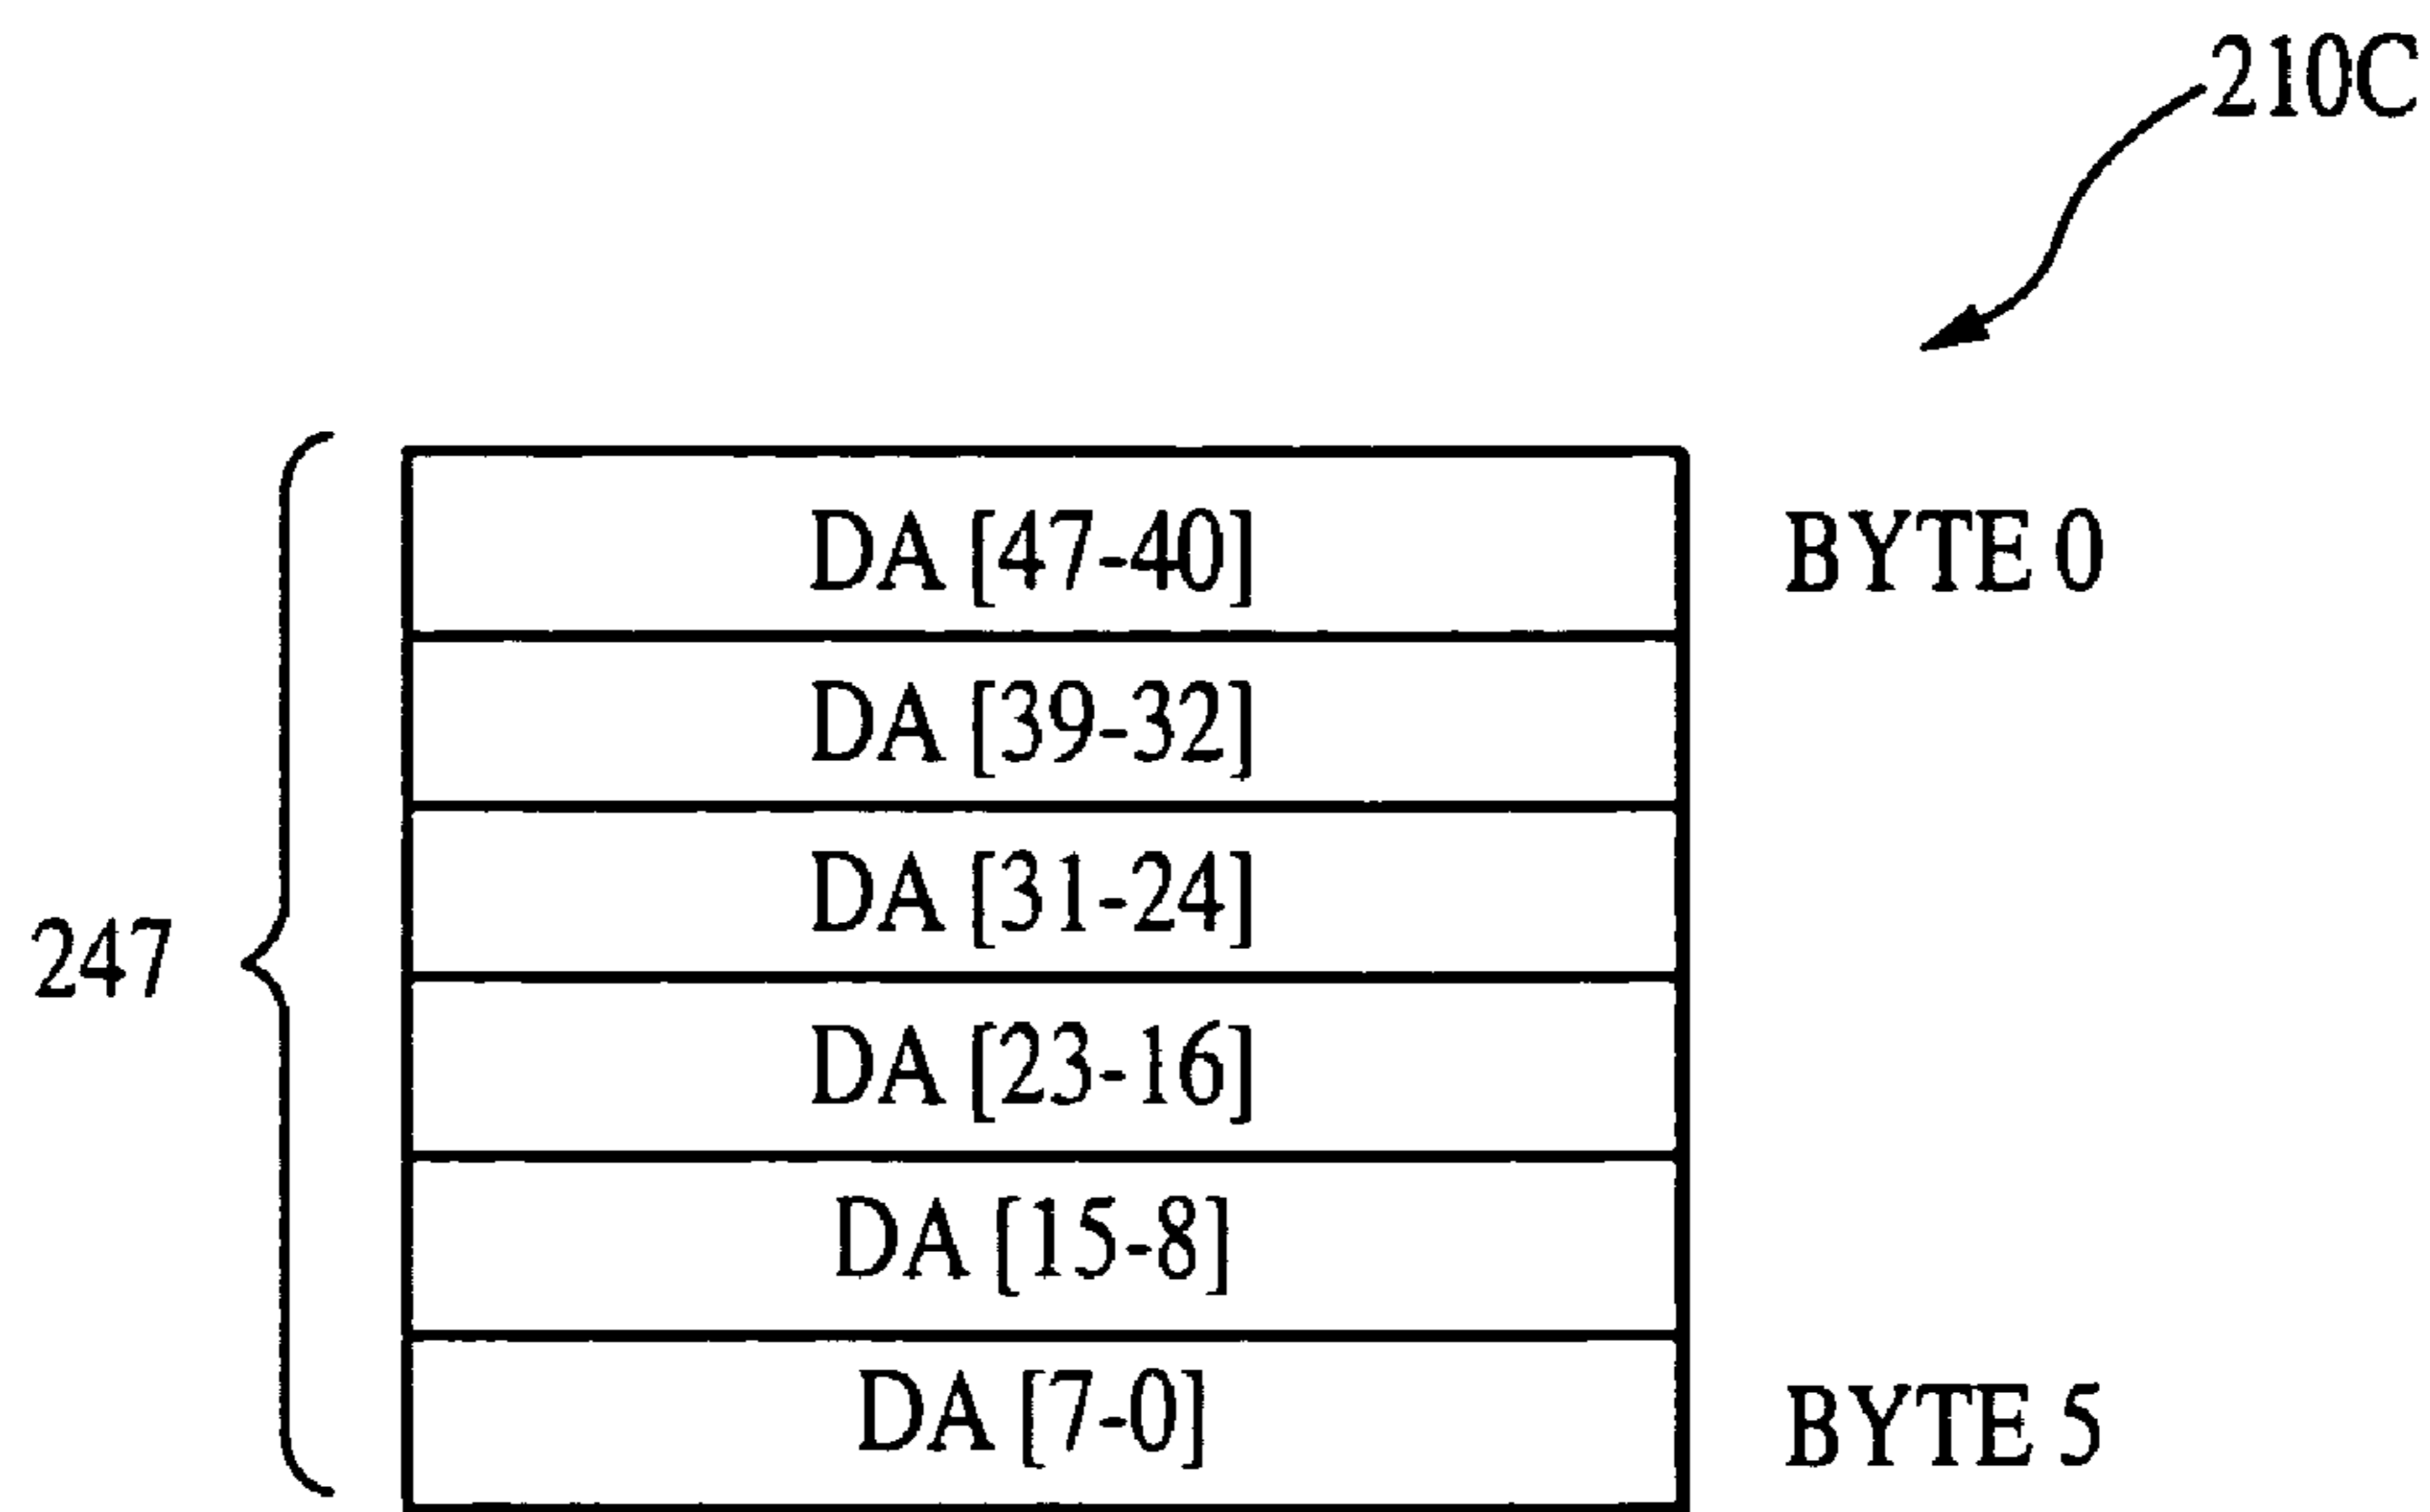 210C
DA [47-40] BYTE 0
DA [39-32]
DA [31-24]
247
DA [23-16]
DA [15-8]
DA [7-0] BYTE 5